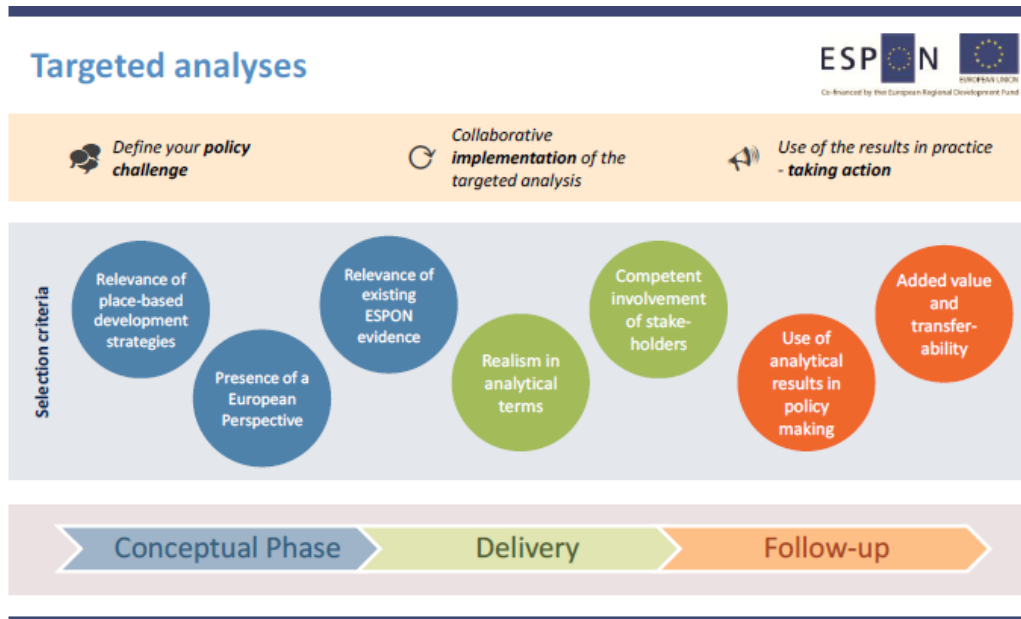 Targeted analyses
ESPON
EUROPEAN UNION
Co-financed by the European Regional Development Fund
Define your policy
challenge
Collaborative
implementation of the
targeted analysis
Use of the results in practice
- taking action
Selection criteria
Relevance of
place-based
development
strategies
Presence of a
European
Perspective
Relevance of
existing
ESPON
evidence
Realism in
analytical
terms
Competent
involvement
of stake-
holders
Use of
analytical
results in
policy
making
Added value
and
transfer-
ability
Conceptual Phase
Delivery
Follow-up